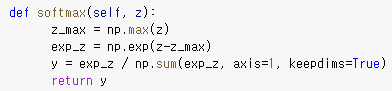 def softmax(self, z):
    z_max = np.max(z)
    exp_z = np.exp(z-z_max)
    y = exp_z / np.sum(exp_z, axis=1, keepdims=True)
    return y